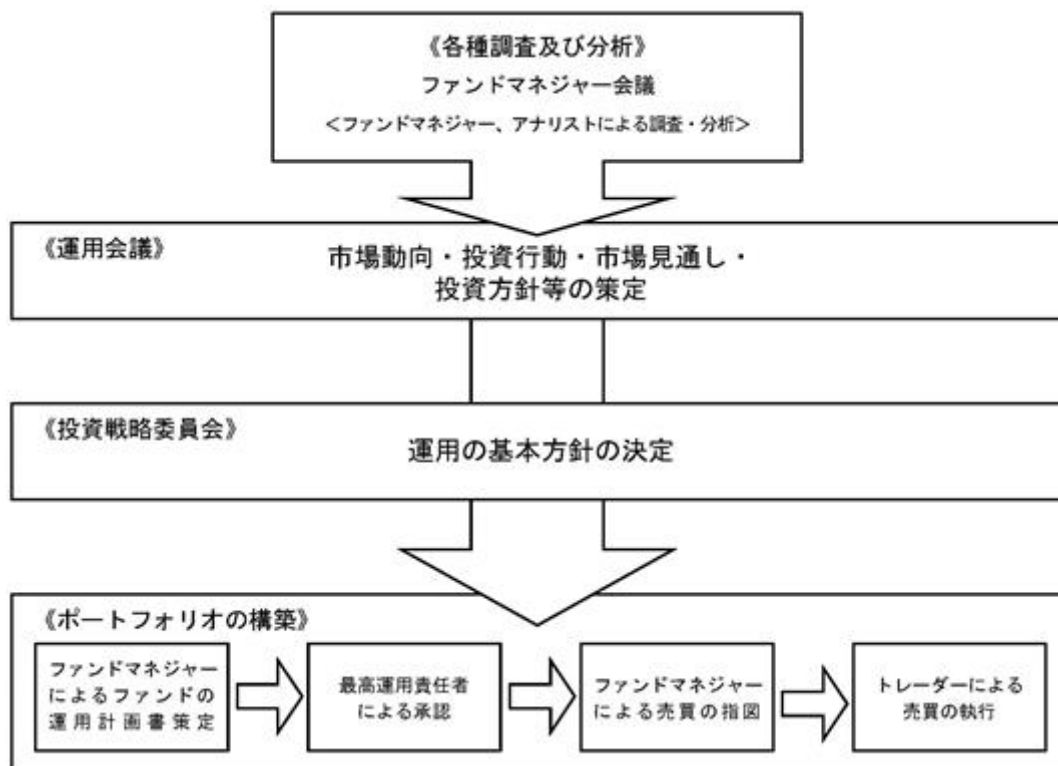 《各種調査及び分析》
ファンドマネジャー会議
＜ファンドマネジャー、アナリストによる調査・分析＞
《運用会議》
市場動向・投資行動・市場見通し・
投資方針等の策定
《投資戦略委員会》
運用の基本方針の決定
《ポートフォリオの構築》
ファンドマネジャー
によるファンドの
運用計画書策定
最高運用責任者
による承認
ファンドマネジャー
による売買の指図
トレーダーによる
売買の執行